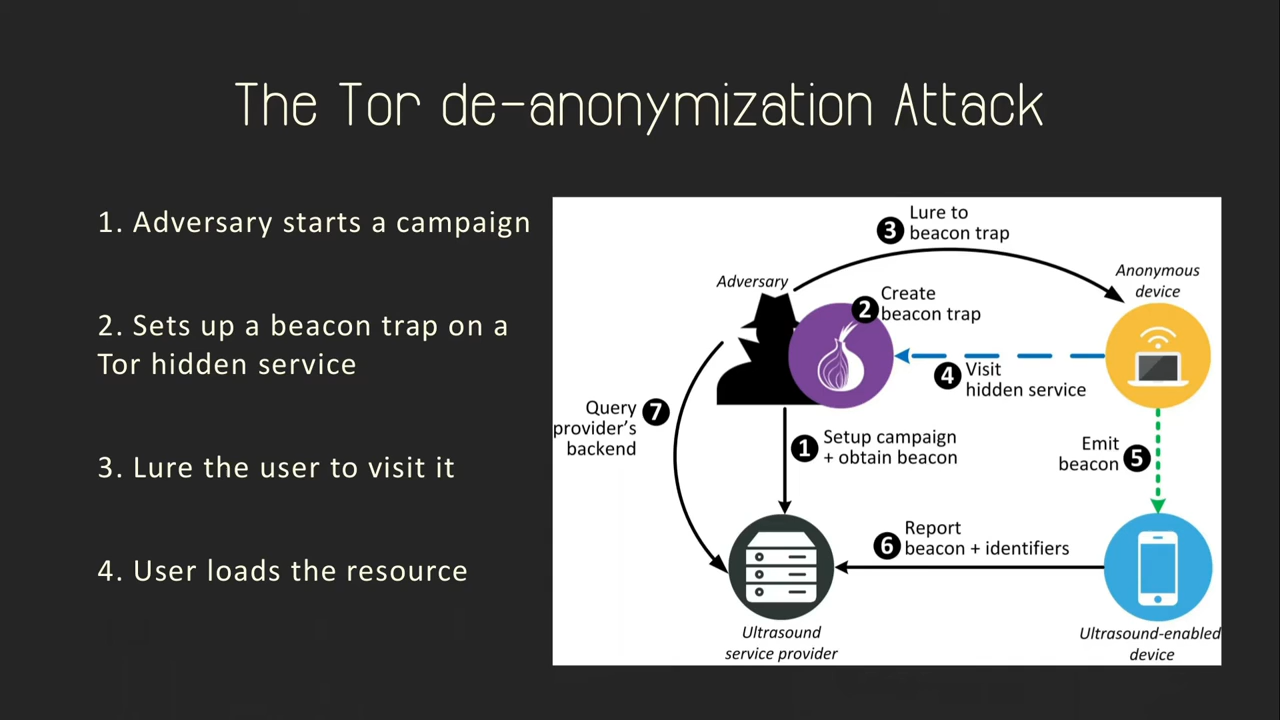 The Tor de-anonymization Attack
1. Adversary starts a campaign
2. Sets up a beacon trap on a
Tor hidden service
3. Lure the user to visit it
4. User loads the resource
3
Lure to
beacon trap
Adversary
Anonymous
device
2
Create
beacon trap
4
Visit
hidden service
Query
provider's
backend
7
1
Setup campaign
+ obtain beacon
Emit
beacon
5
6
Report
beacon + identifiers
Ultrasound
service provider
Ultrasound-enabled
device